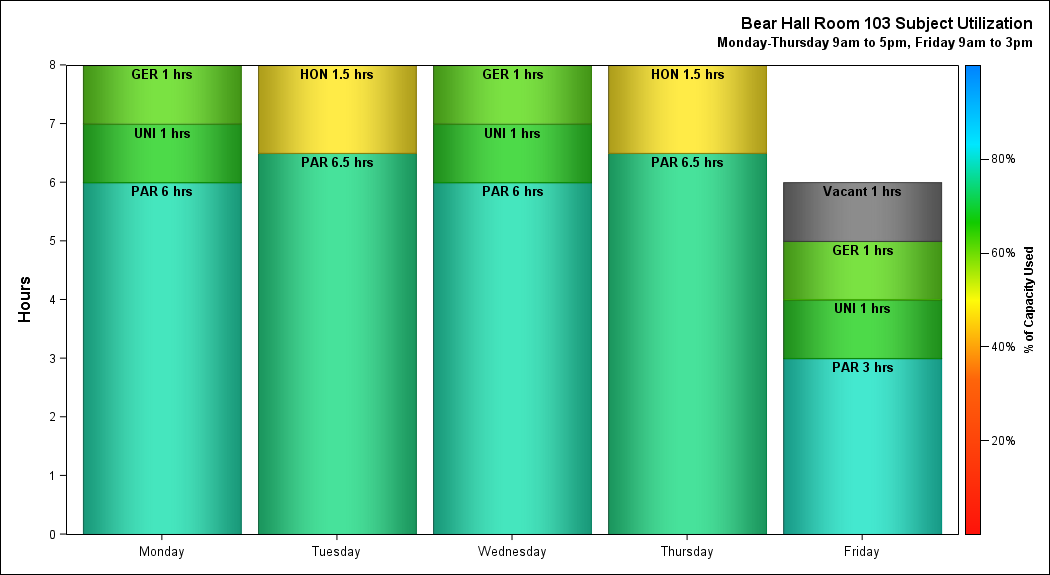 Bear Hall Room 103 Subject Utilization
Monday-Thursday 9am to 5pm, Friday 9am to 3pm
Hours
8
7
6
5
4
3
2
1
0
GER 1 hrs
UNI 1 hrs
PAR 6 hrs
HON 1.5 hrs
PAR 6.5 hrs
GER 1 hrs
UNI 1 hrs
PAR 6 hrs
HON 1.5 hrs
PAR 6.5 hrs
Vacant 1 hrs
GER 1 hrs
UNI 1 hrs
PAR 3 hrs
Monday
Tuesday
Wednesday
Thursday
Friday
80%
60%
40%
20%
% of Capacity Used